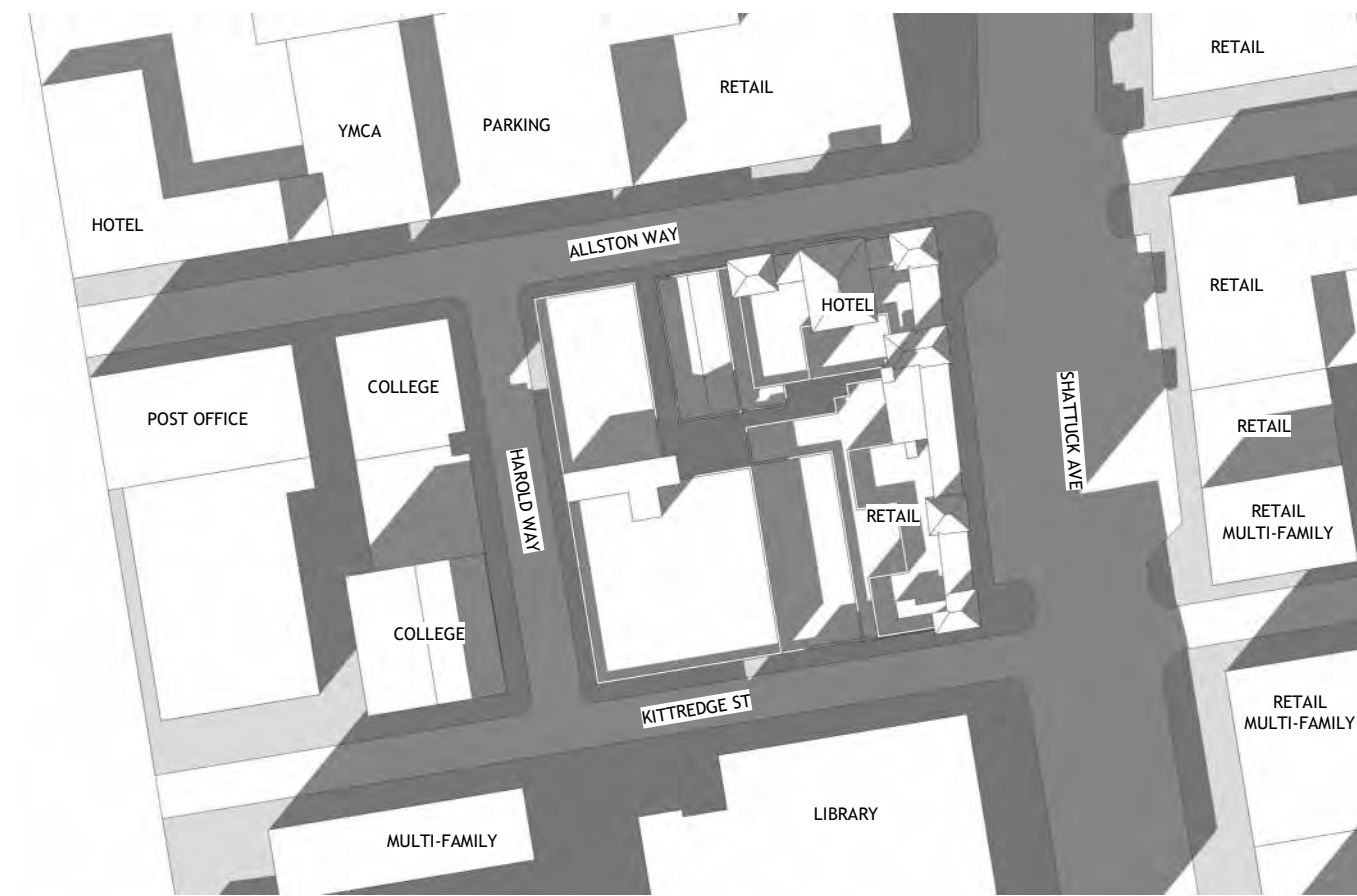 RETAIL
RETAIL
YMCA
PARKING
HOTEL
ALLSTON WAY
HOTEL
RETAIL
COLLEGE
POST OFFICE
SHATTUCK AVE
RETAIL
HAROLD WAY
RETAIL
RETAIL
MULTI-FAMILY
COLLEGE
KITTREDGE ST
RETAIL
MULTI-FAMILY
LIBRARY
MULTI-FAMILY